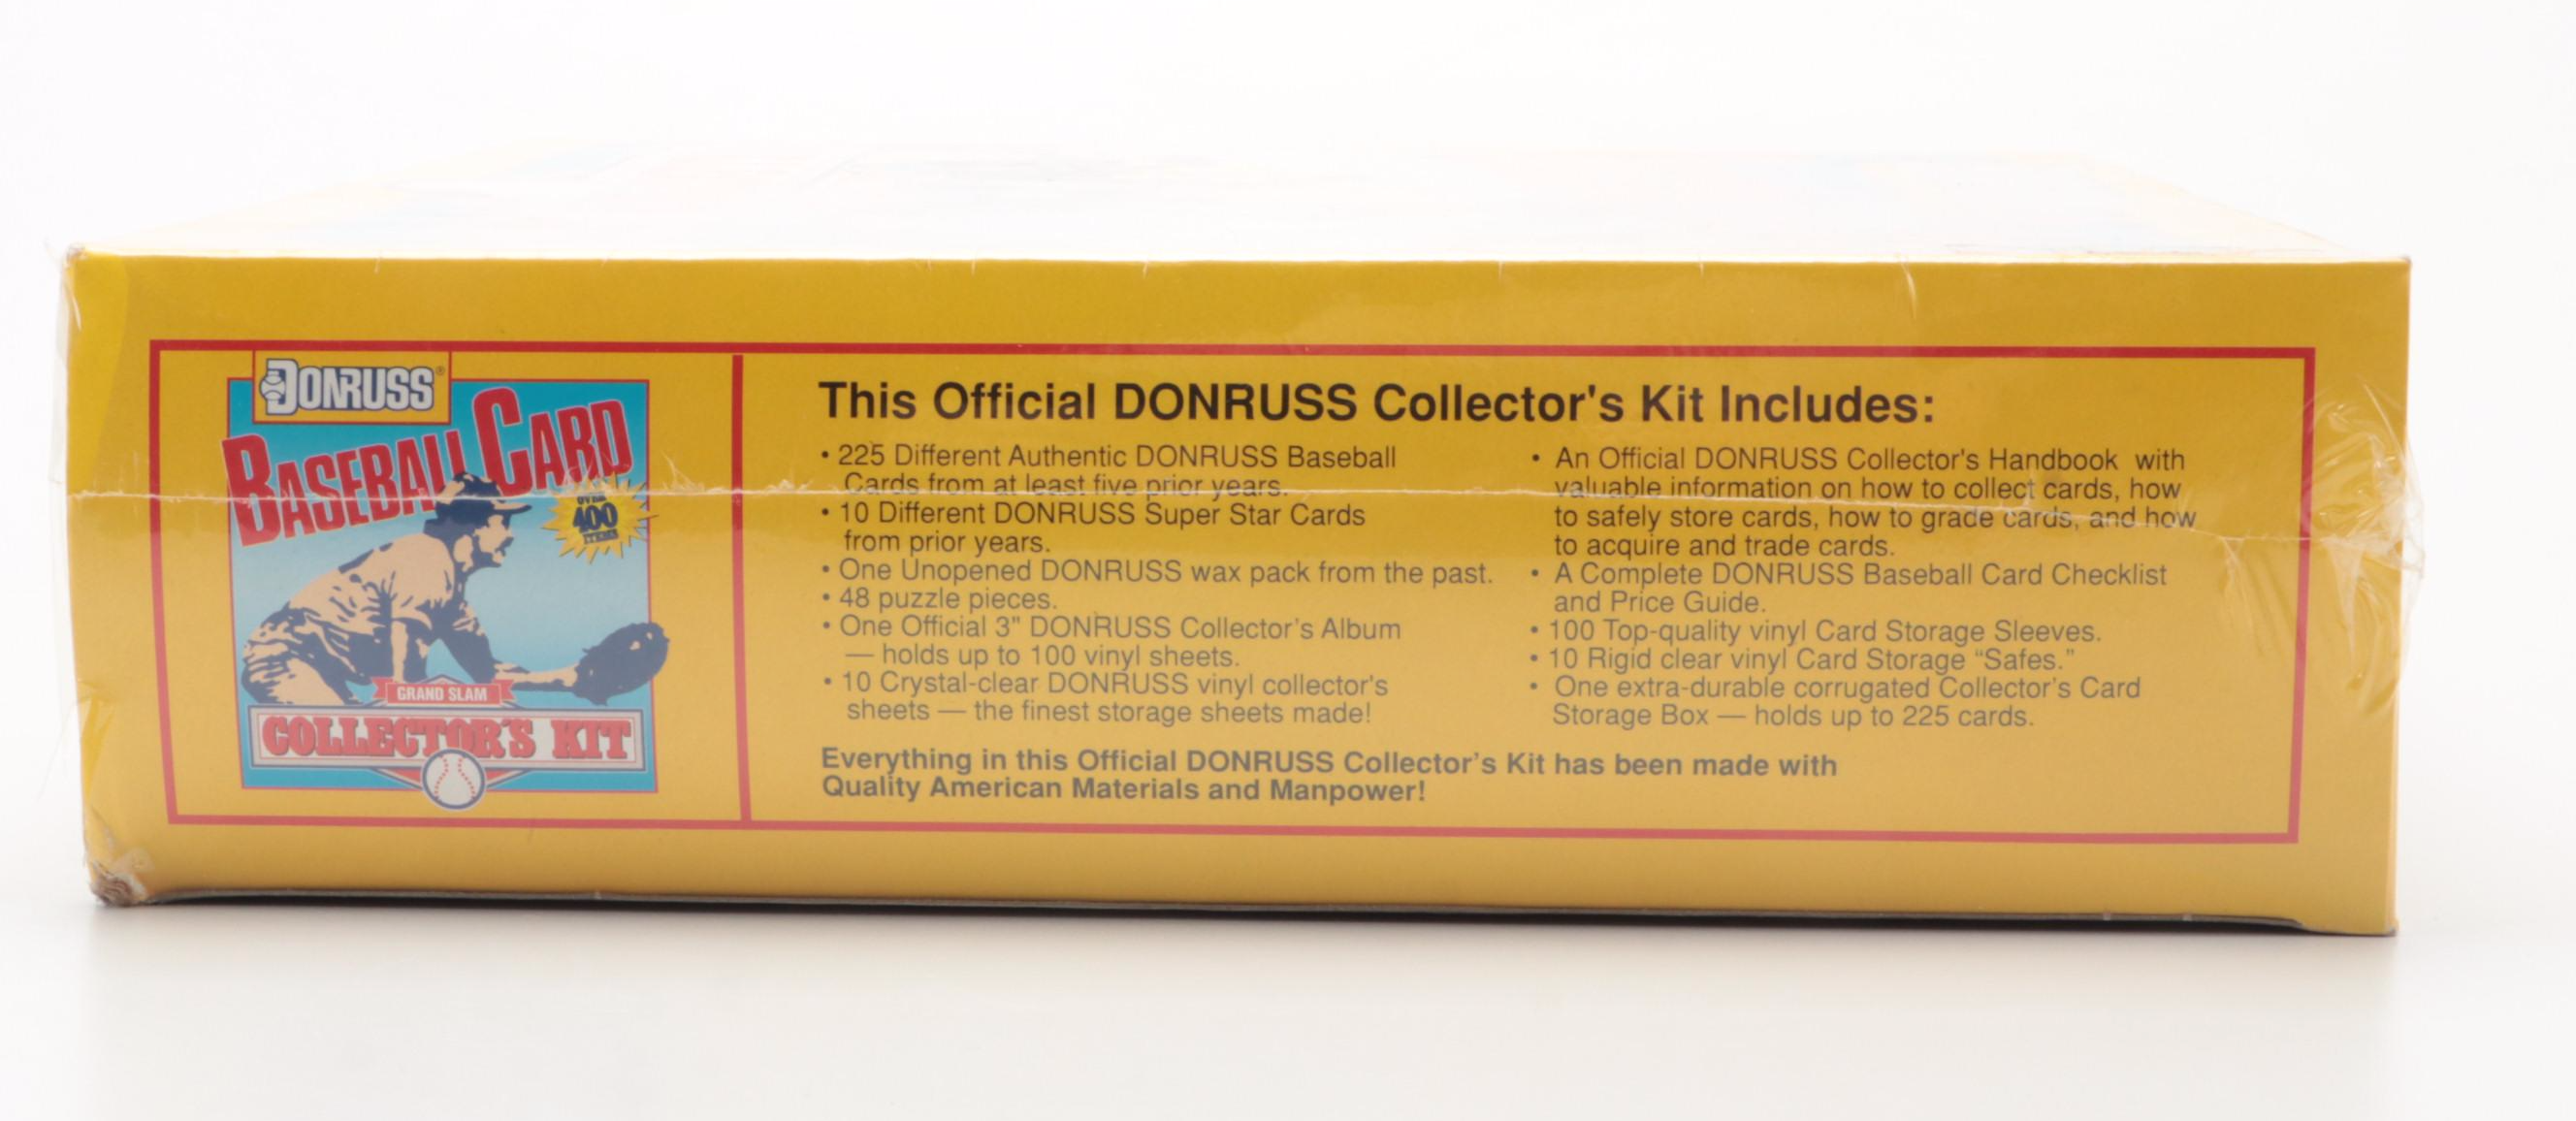 DONRUSS®
BASEBALL CARD
OVER
400
GRAND SLAM
COLLECTOR'S KIT
This Official DONRUSS Collector's Kit Includes:
• 225 Different Authentic DONRUSS Baseball
Cards from at least five prior years.
• 10 Different DONRUSS Super Star Cards
from prior years.
• One Unopened DONRUSS wax pack from the past.
• 48 puzzle pieces.
• One Official 3" DONRUSS Collector's Album
— holds up to 100 vinyl sheets.
• 10 Crystal-clear DONRUSS vinyl collector's
sheets — the finest storage sheets made!
• An Official DONRUSS Collector's Handbook with
valuable information on how to collect cards, how
to safely store cards, how to grade cards, and how
to acquire and trade cards.
• A Complete DONRUSS Baseball Card Checklist
and Price Guide.
• 100 Top-quality vinyl Card Storage Sleeves.
• 10 Rigid clear vinyl Card Storage “Safes.”
• One extra-durable corrugated Collector's Card
Storage Box — holds up to 225 cards.
Everything in this Official DONRUSS Collector's Kit has been made with
Quality American Materials and Manpower!